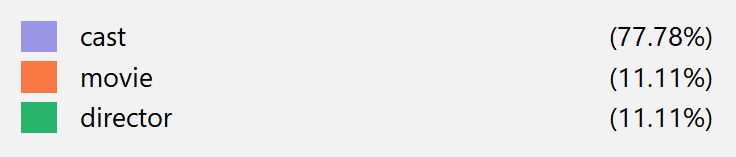 cast (77.78%)
movie (11.11%)
director (11.11%)